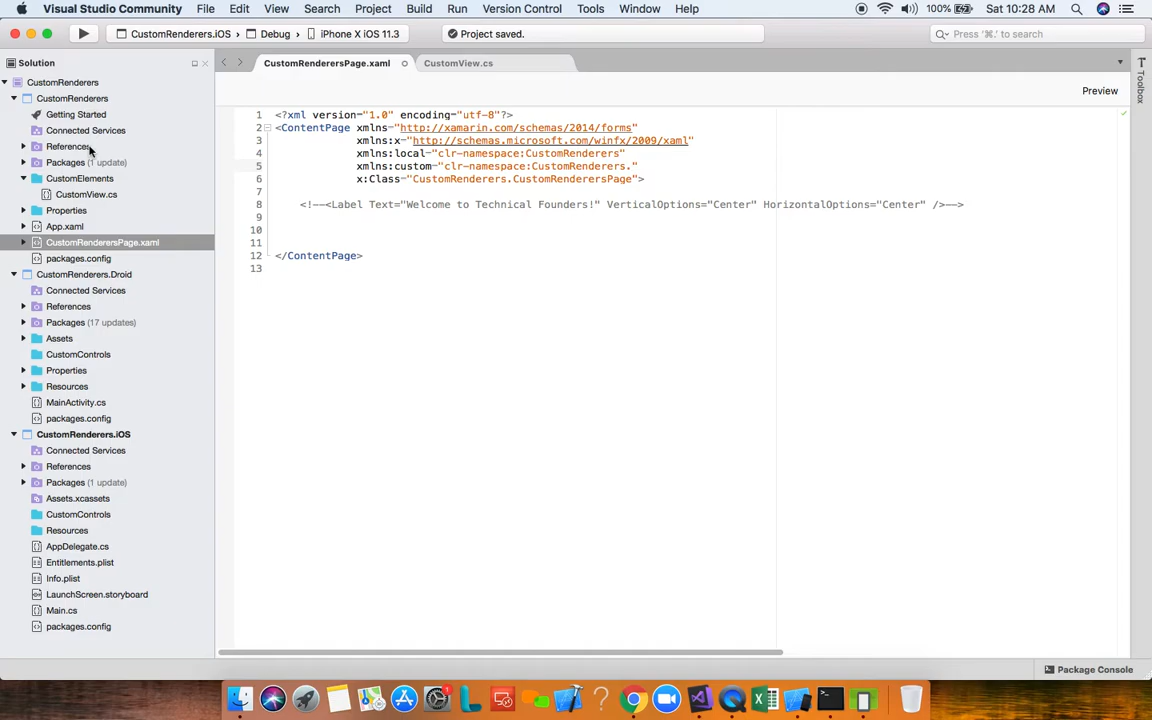 Visual Studio Community File Edit View Search Project Build Run Version Control Tools Window Help 100% Sat 10:28 AM
CustomRenderers.iOS Debug iPhone X iOS 11.3 Project saved. Press '⌘.' to search
Solution
CustomRenderersPage.xaml CustomView.cs
Preview
Toolbox
CustomRenderers
CustomRenderers
Getting Started
Connected Services
References
Packages (1 update)
CustomElements
CustomView.cs
Properties
App.xaml
CustomRenderersPage.xaml
packages.config
CustomRenderers.Droid
Connected Services
References
Packages (17 updates)
Assets
CustomControls
Properties
Resources
MainActivity.cs
packages.config
CustomRenderers.iOS
Connected Services
References
Packages (1 update)
Assets.xcassets
CustomControls
Resources
AppDelegate.cs
Entitlements.plist
Info.plist
LaunchScreen.storyboard
Main.cs
packages.config
1 <?xml version="1.0" encoding="utf-8"?>
2 <ContentPage xmlns="http://xamarin.com/schemas/2014/forms"
3 xmlns:x="http://schemas.microsoft.com/winfx/2009/xaml"
4 xmlns:local="clr-namespace:CustomRenderers"
5 xmlns:custom="clr-namespace:CustomRenderers."
6 x:Class="CustomRenderers.CustomRenderersPage">
7
8 <!--<Label Text="Welcome to Technical Founders!" VerticalOptions="Center" HorizontalOptions="Center" />-->
9
10
11
12 </ContentPage>
13
Package Console